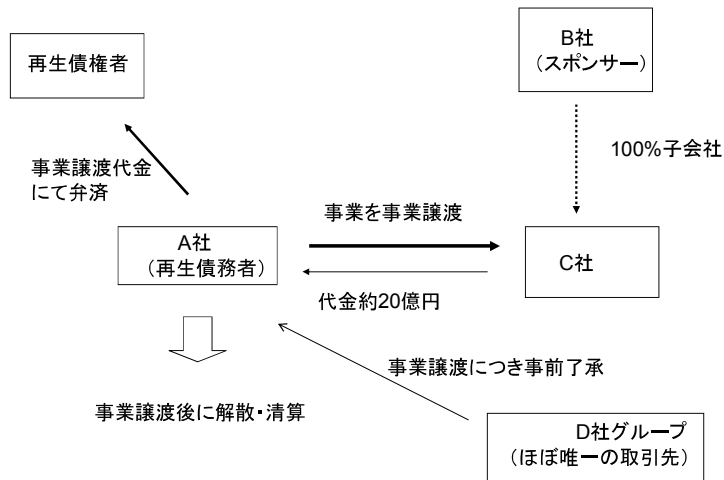 再生債権者
B社
(スポンサー)
事業譲渡代金
にて弁済
100%子会社
事業を事業譲渡
A社
(再生債務者)
C社
代金約20億円
事業譲渡につき事前了承
事業譲渡後に解散・清算
D社グループ
(ほぼ唯一の取引先)